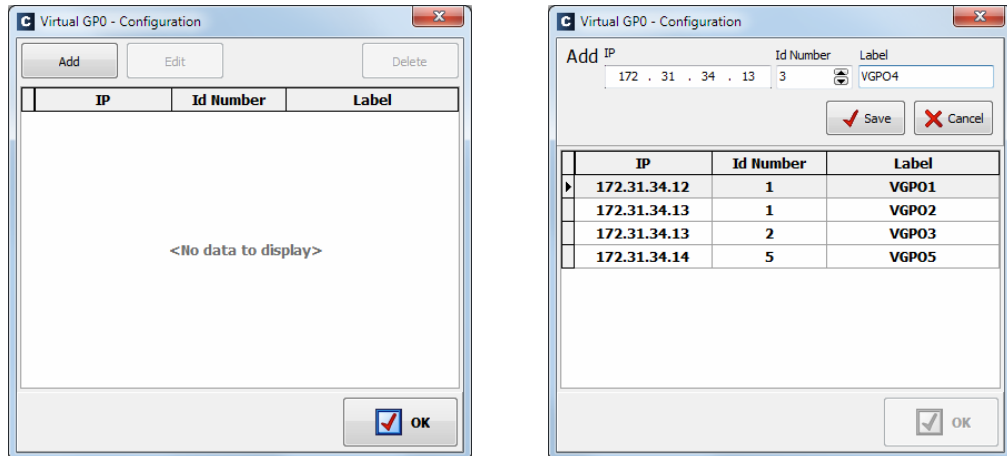 C Virtual GP0 - Configuration
Add Edit Delete
IP Id Number Label
<No data to display>
OK
C Virtual GP0 - Configuration
Add IP Id Number Label
172 . 31 . 34 . 13 3 VGPO4
Save Cancel
IP Id Number Label
172.31.34.12 1 VGPO1
172.31.34.13 1 VGPO2
172.31.34.13 2 VGPO3
172.31.34.14 5 VGPO5
OK